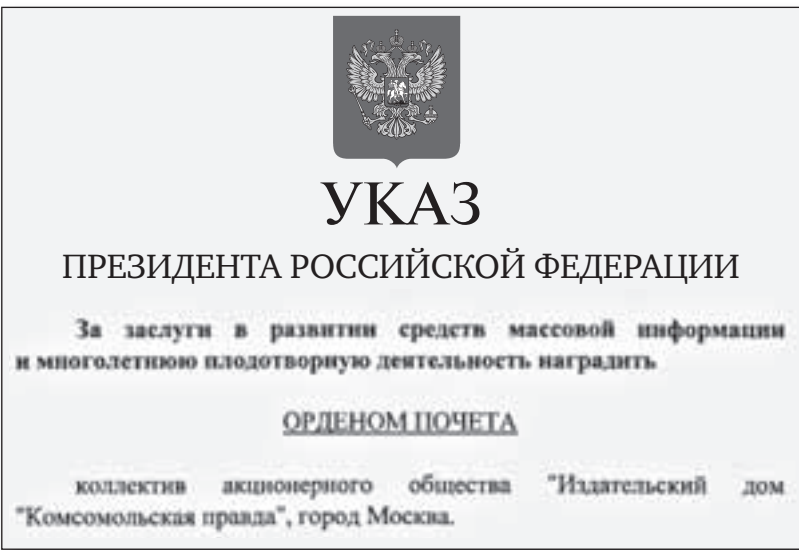 УКАЗ
ПРЕЗИДЕНТА РОССИЙСКОЙ ФЕДЕРАЦИИ
За заслуги в развитии средств массовой информации
и многолетнюю плодотворную деятельность наградить
ОРДЕНОМ ПОЧЕТА
коллектив акционерного общества "Издательский дом
"Комсомольская правда", город Москва.